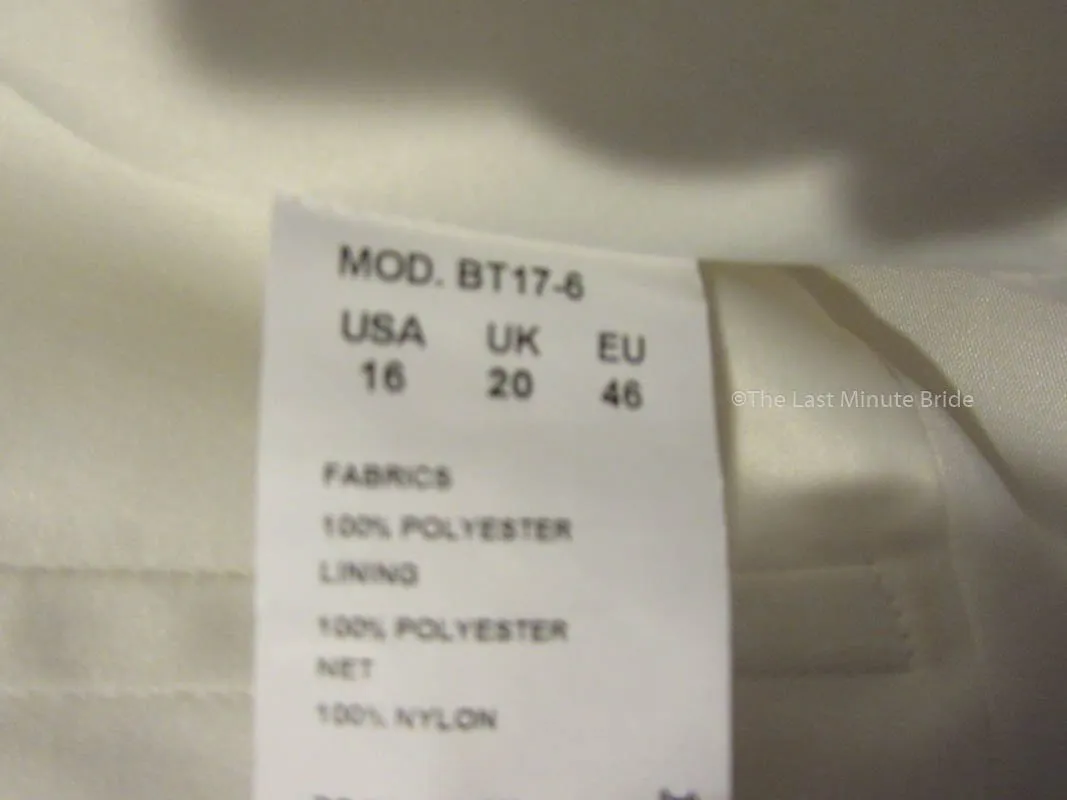 MOD. BT17-6
USA UK EU
16 20 46
©The Last Minute Bride
FABRICS
100% POLYESTER
LINING
100% POLYESTER
NET
100% NYLON